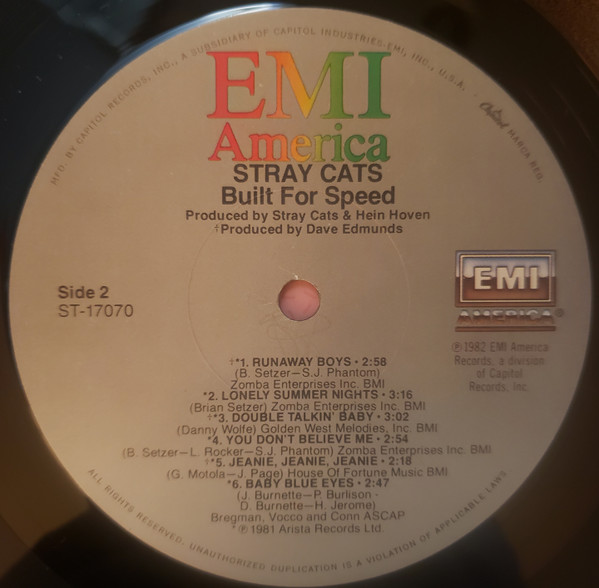 MFD. BY CAPITOL RECORDS, INC., A SUBSIDIARY OF CAPITOL INDUSTRIES-EMI, INC., U.S.A. · Capitol MARCA REG.
EMI
America
STRAY CATS
Built For Speed
Produced by Stray Cats & Hein Hoven
†Produced by Dave Edmunds
Side 2
ST-17070
EMI
AMERICA®
℗1982 EMI America
Records, a division
of Capitol
Records, Inc.
†*1. RUNAWAY BOYS • 2:58
(B. Setzer—S.J. Phantom)
Zomba Enterprises Inc. BMI
*2. LONELY SUMMER NIGHTS • 3:16
(Brian Setzer) Zomba Enterprises Inc. BMI
†*3. DOUBLE TALKIN' BABY • 3:02
(Danny Wolfe) Golden West Melodies, Inc. BMI
*4. YOU DON'T BELIEVE ME • 2:54
(B. Setzer—L. Rocker—S.J. Phantom) Zomba Enterprises Inc. BMI
†*5. JEANIE, JEANIE, JEANIE • 2:18
(G. Motola—J. Page) House Of Fortune Music BMI
*6. BABY BLUE EYES • 2:47
(J. Burnette—P. Burlison -
D. Burnette—H. Jerome)
Bregman, Vocco and Conn ASCAP
*℗1981 Arista Records Ltd.
ALL RIGHTS RESERVED. UNAUTHORIZED DUPLICATION IS A VIOLATION OF APPLICABLE LAWS.